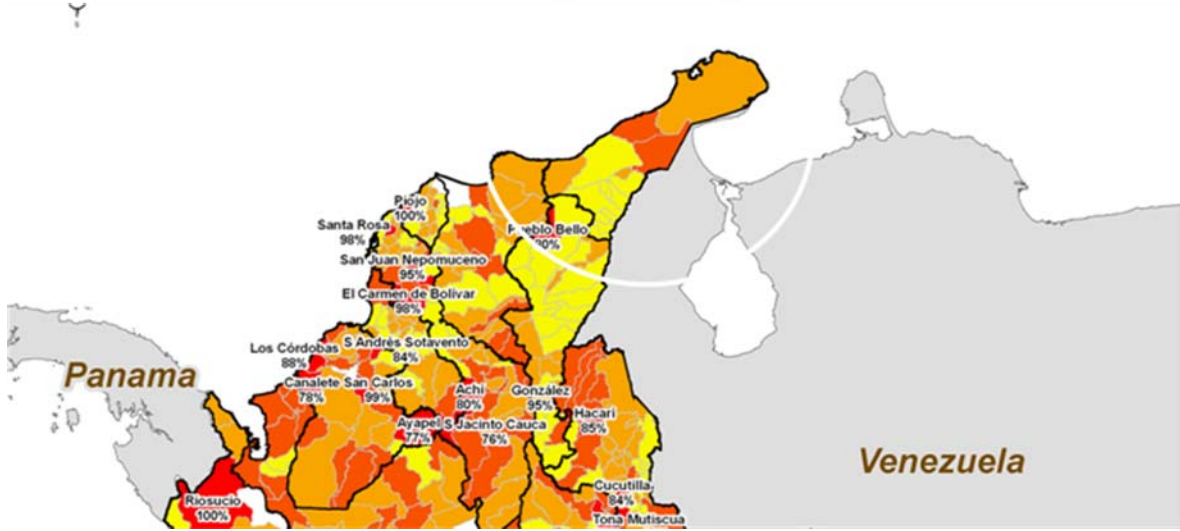 Piojo
100%
Santa Rosa
98%
Pueblo Bello
80%
San Juan Nepomuceno
95%
El Carmen de Bolívar
98%
Los Córdobas
88%
S Andrés Sotavento
84%
Panama
Canalete
78%
San Carlos
99%
Achí
80%
González
95%
Ayapel
77%
S Jacinto Cauca
76%
Hacarí
85%
Venezuela
Cucutilla
84%
Riosucio
100%
Tona
Mutiscua